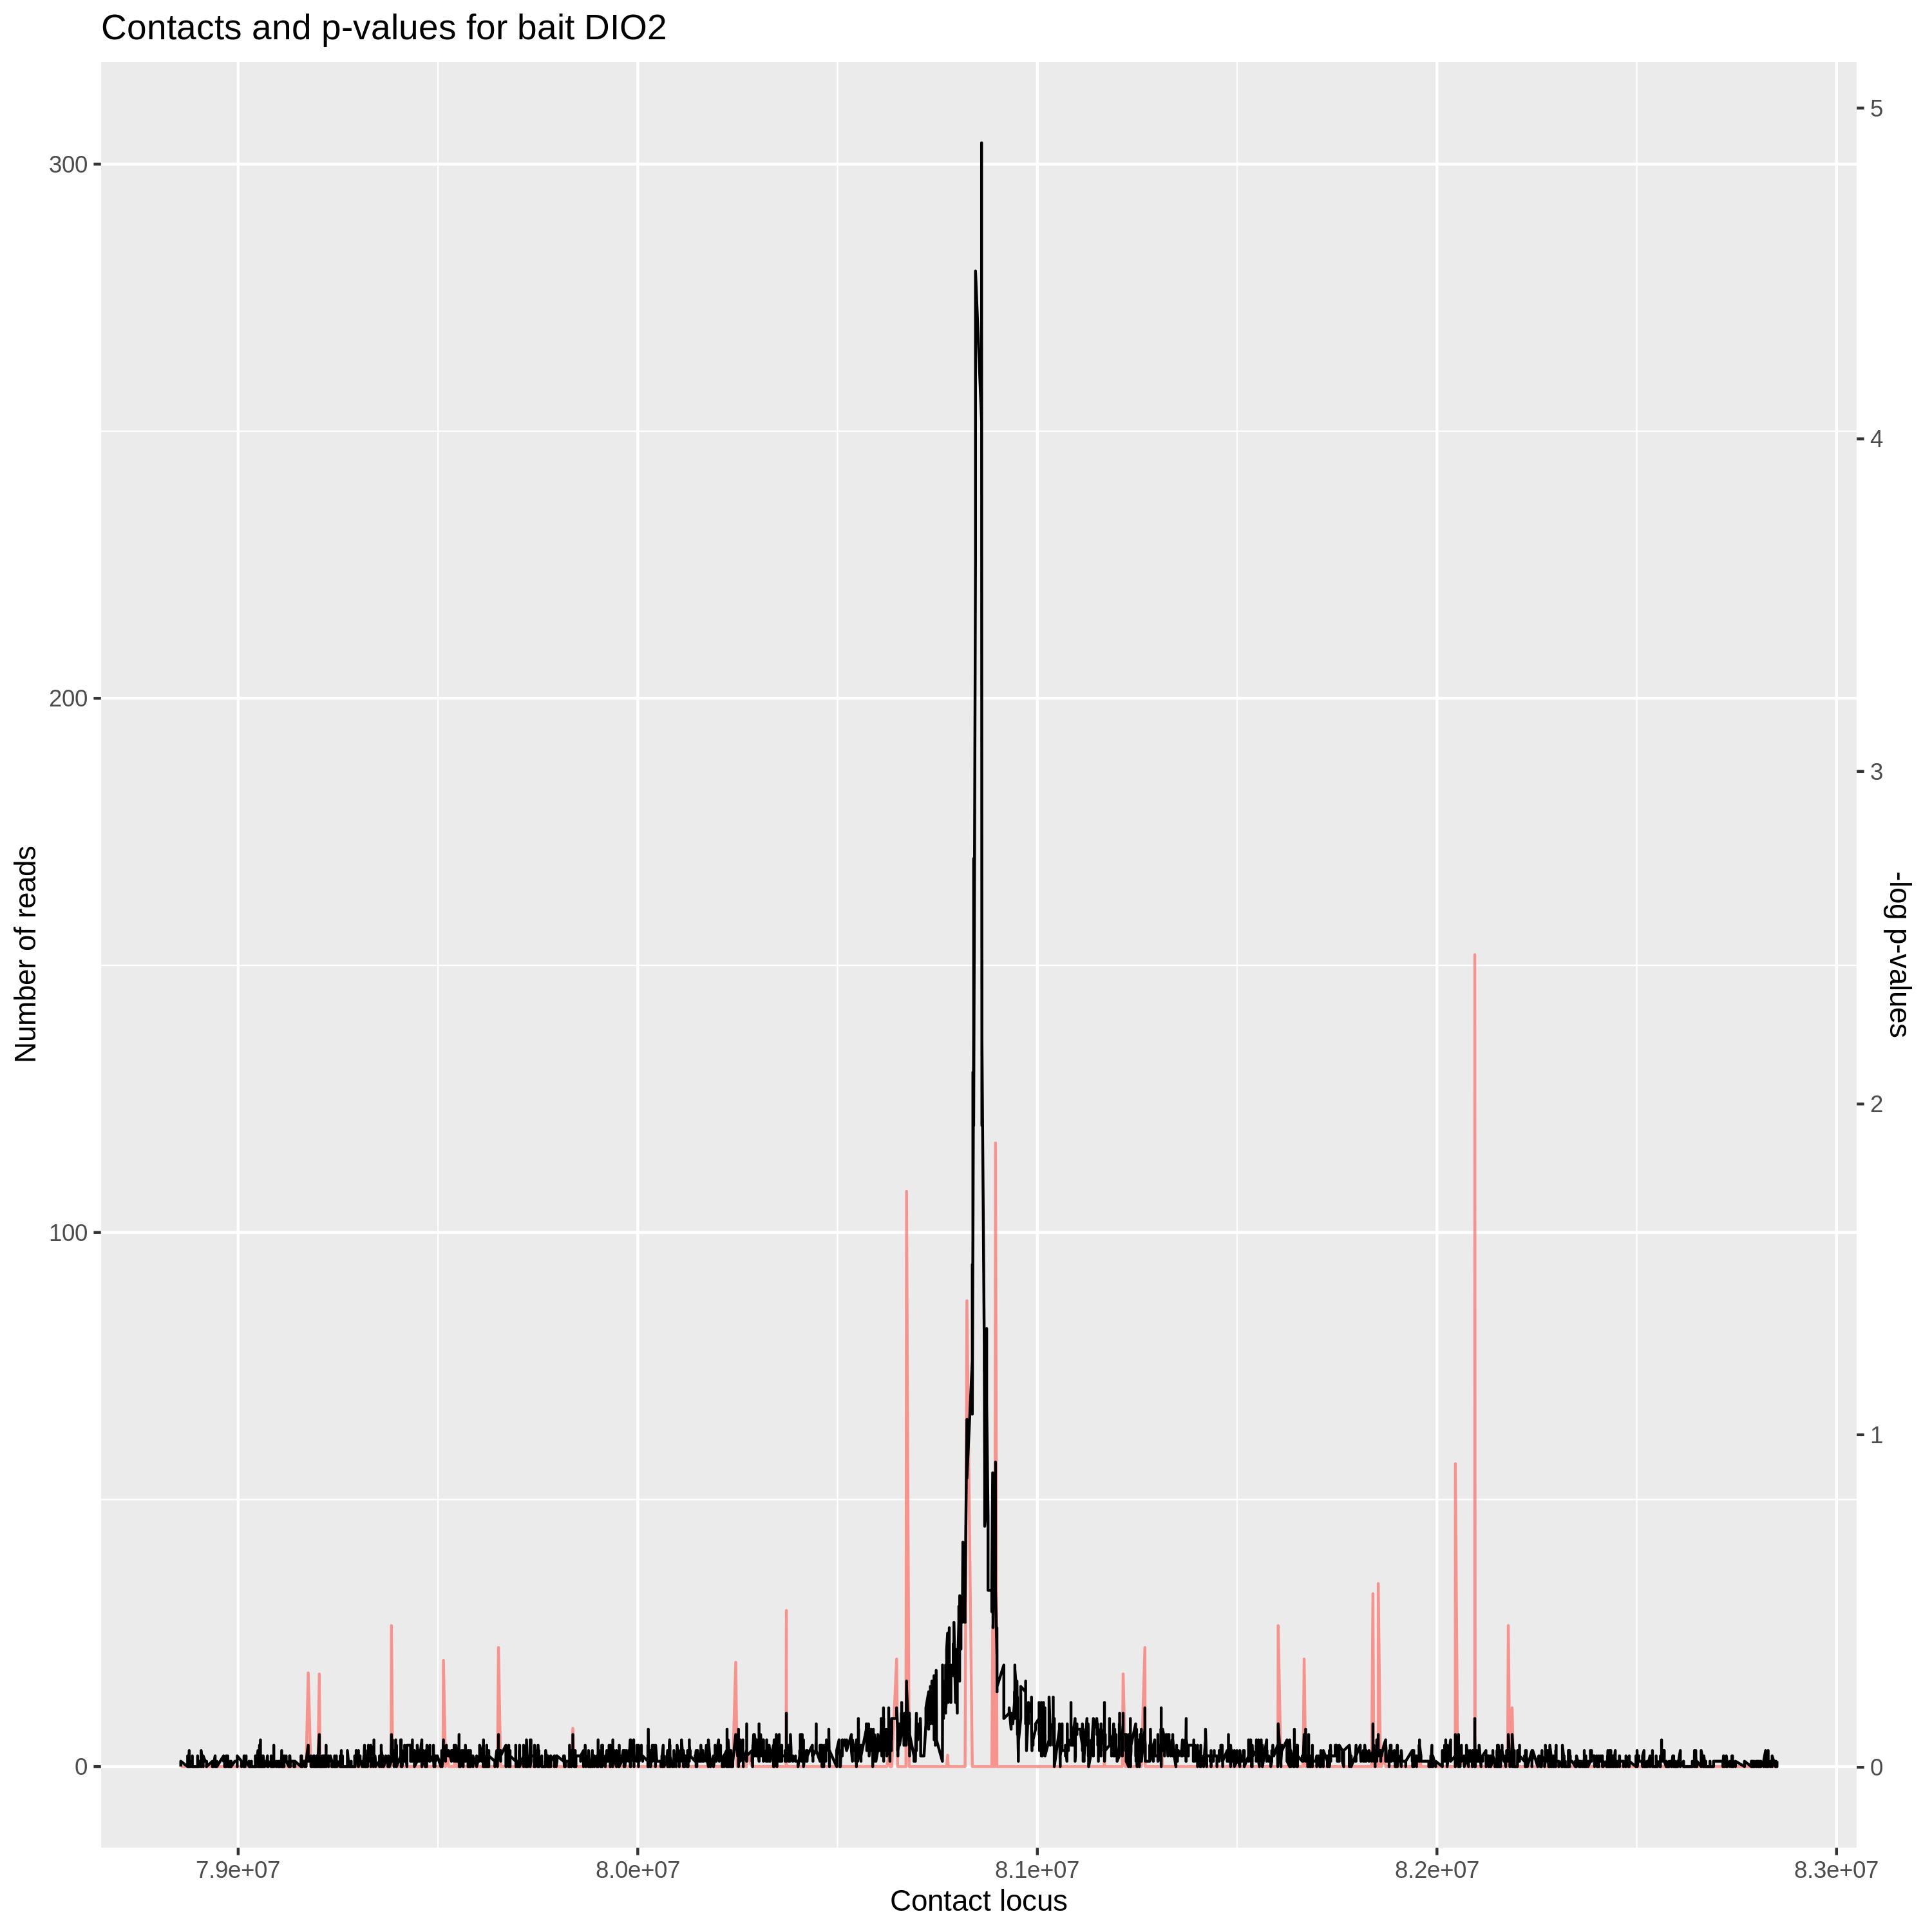 Contacts and p-values for bait DIO2
Number of reads
300
200
100
0
5
4
3
2
1
0
-log p-values
7.9e+07 8.0e+07 8.1e+07 8.2e+07 8.3e+07
Contact locus